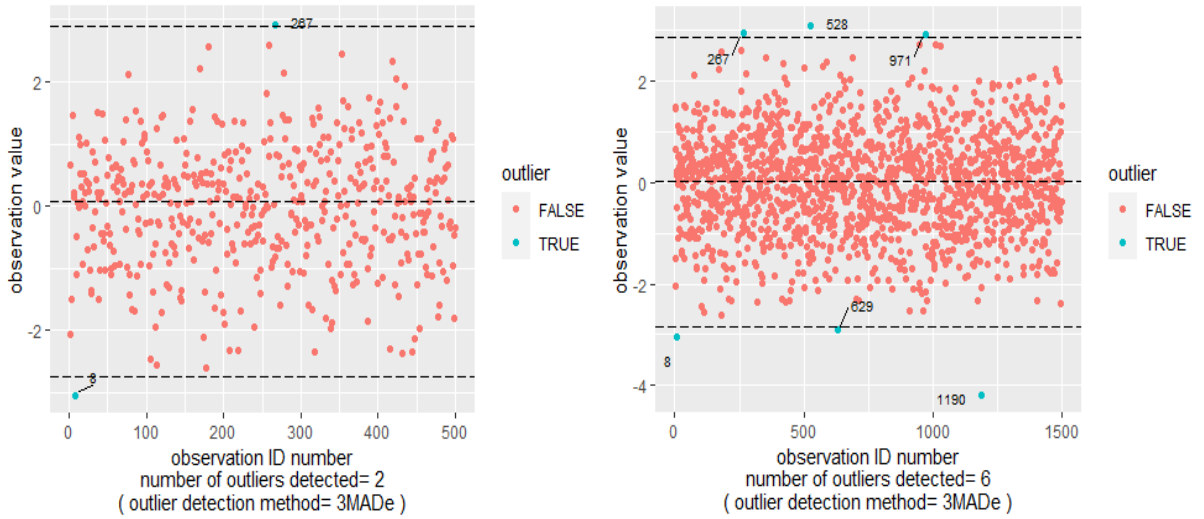 267
8
2
0
-2
observation value
0
100
200
300
400
500
observation ID number
number of outliers detected= 2
( outlier detection method= 3MADe )
outlier
FALSE
TRUE
528
267
971
629
8
1190
2
0
-2
-4
observation value
0
500
1000
1500
observation ID number
number of outliers detected= 6
( outlier detection method= 3MADe )
outlier
FALSE
TRUE